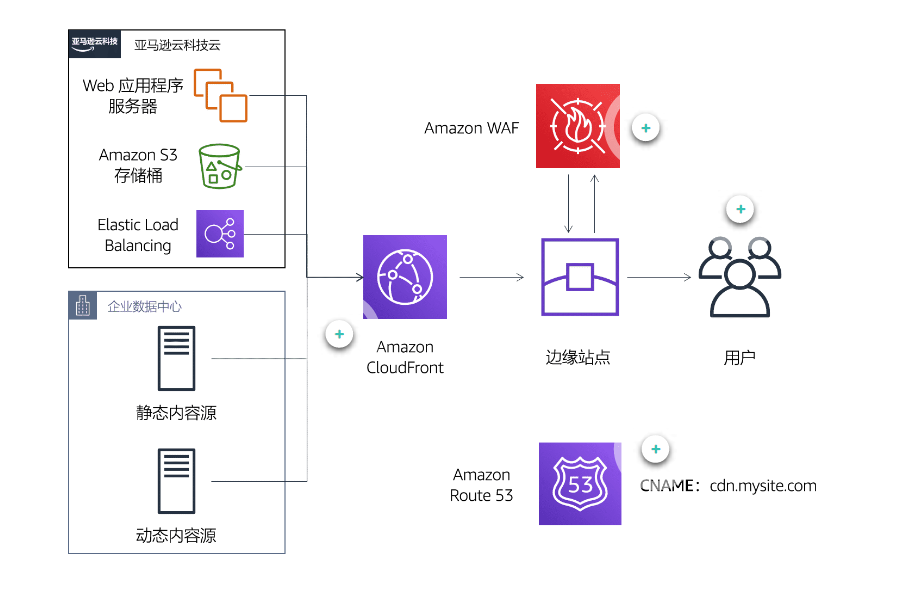 亚马逊云科技
亚马逊云科技云
Web 应用程序
服务器
Amazon S3
存储桶
Elastic Load
Balancing
企业数据中心
静态内容源
动态内容源
Amazon
CloudFront
Amazon WAF
边缘站点
用户
Amazon
Route 53
53
CNAME：cdn.mysite.com